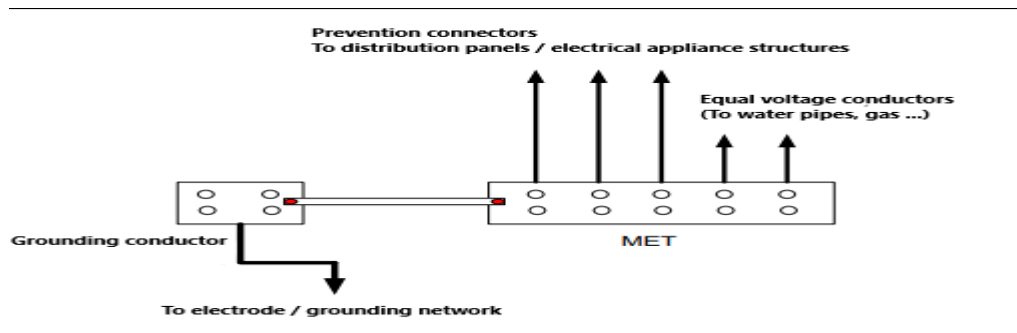 Prevention connectors
To distribution panels / electrical appliance structures
Equal voltage conductors
(To water pipes, gas ...)
Grounding conductor
MET
To electrode / grounding network